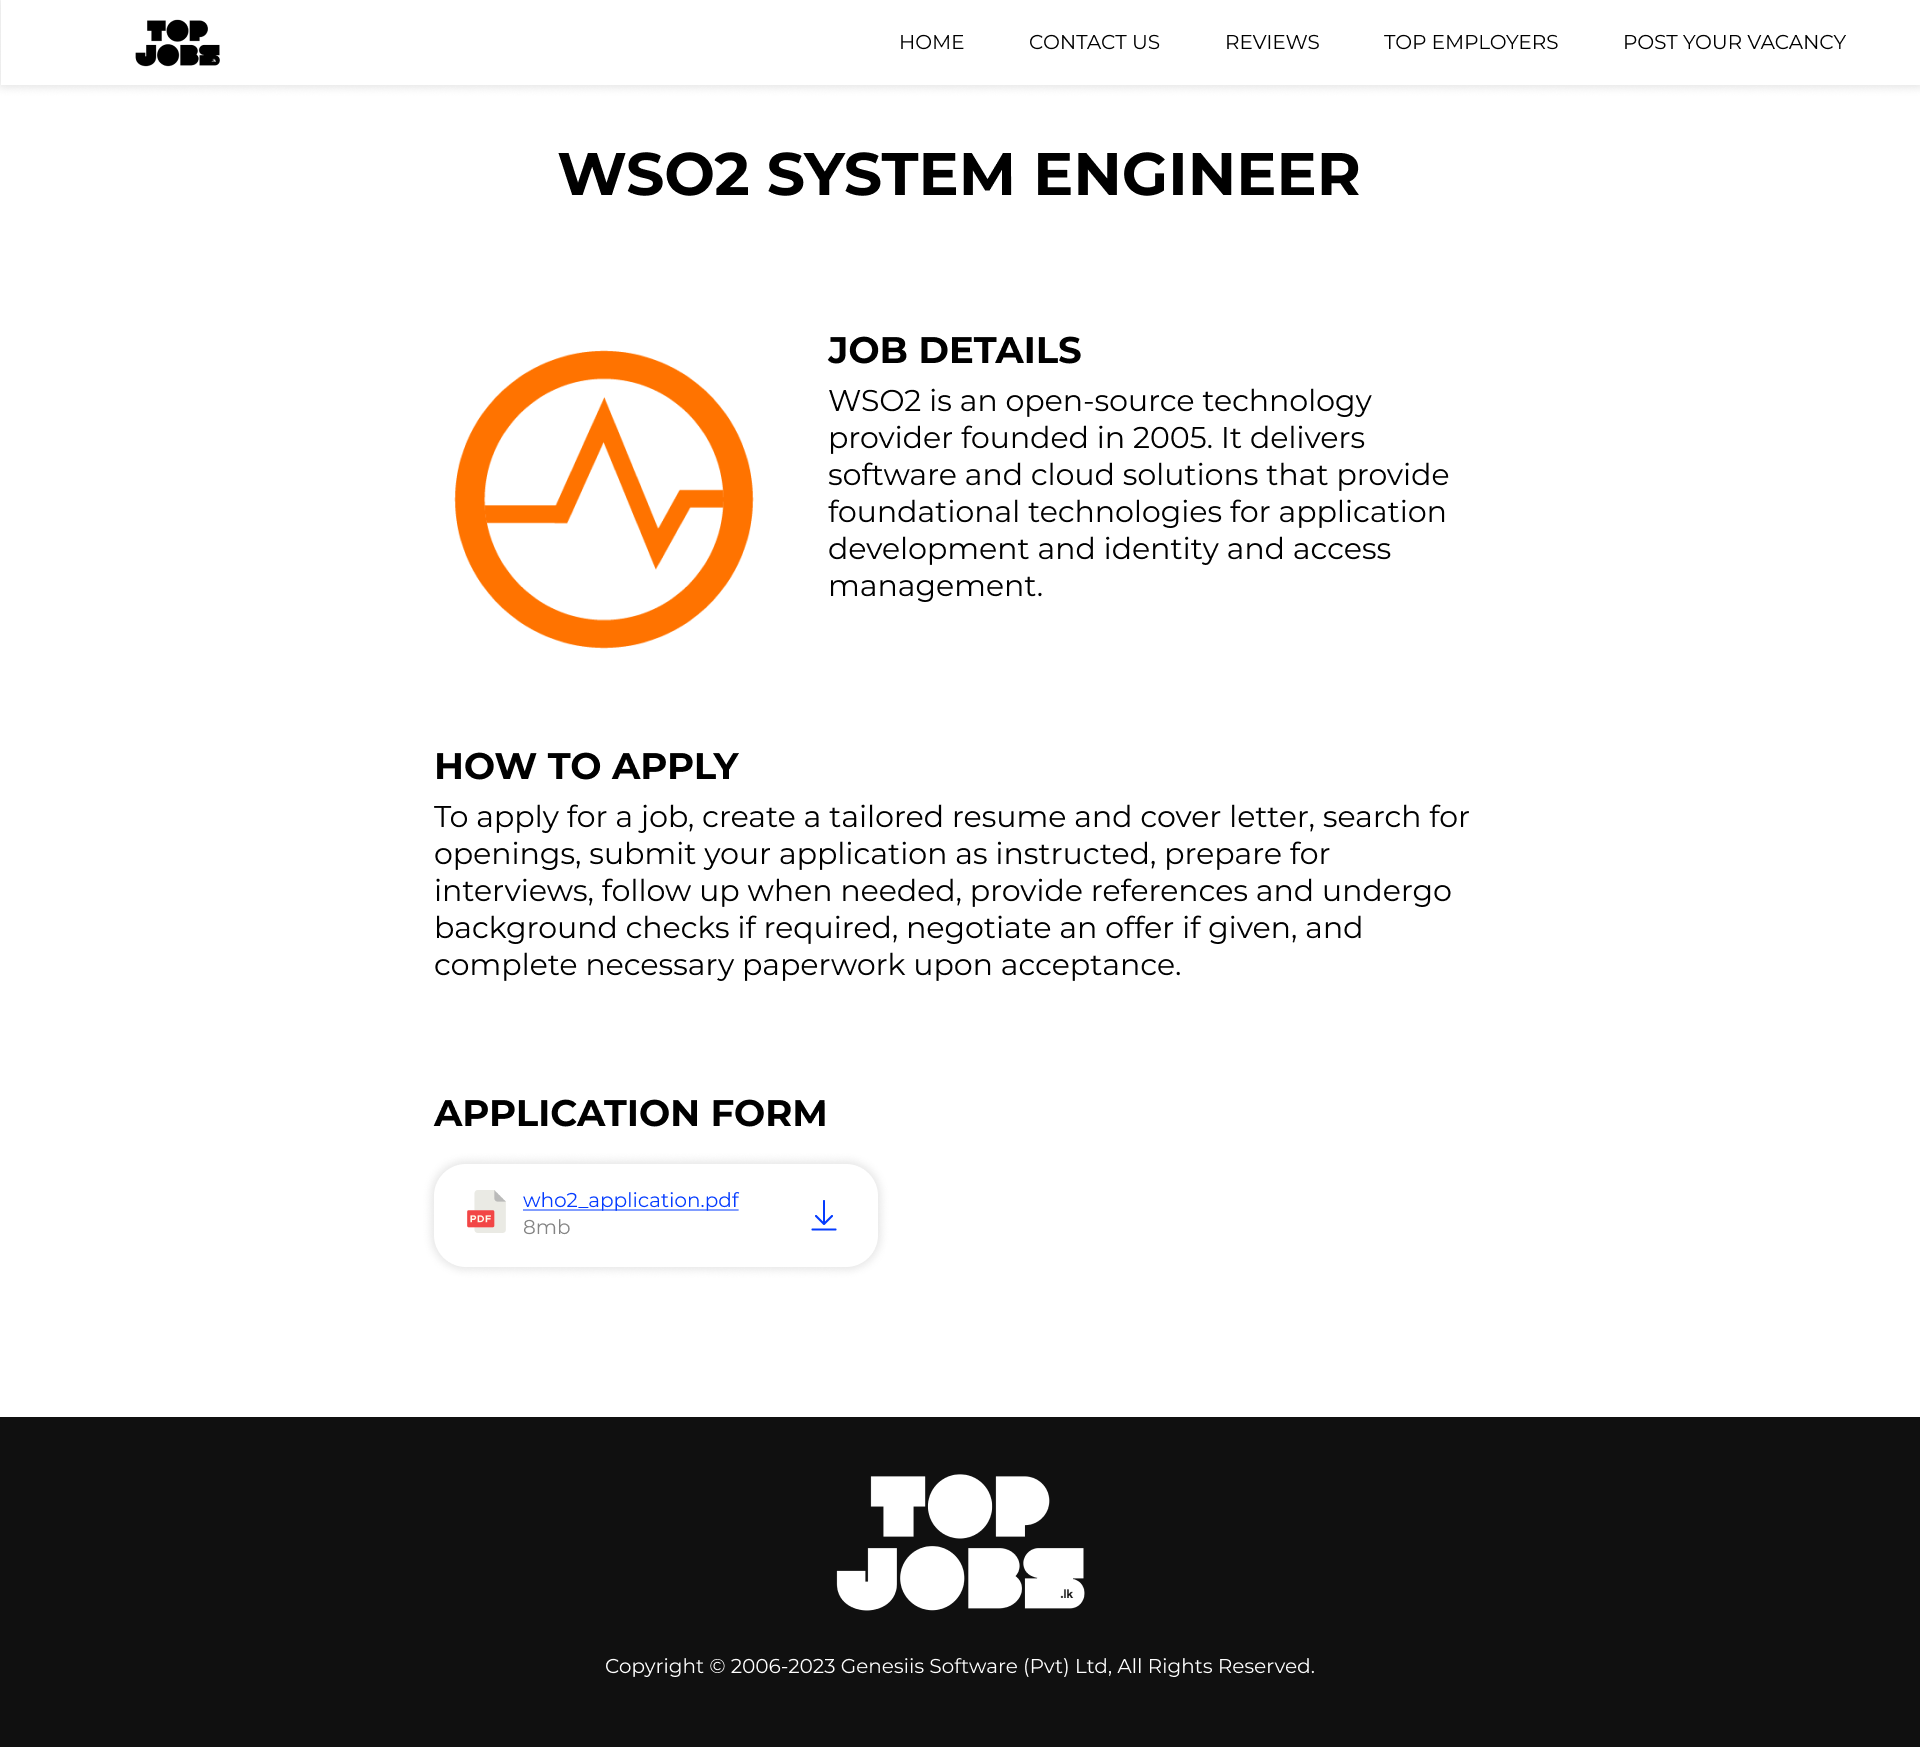 TOP
JOBS
HOME CONTACT US REVIEWS TOP EMPLOYERS POST YOUR VACANCY
WSO2 SYSTEM ENGINEER
JOB DETAILS
WSO2 is an open-source technology
provider founded in 2005. It delivers
software and cloud solutions that provide
foundational technologies for application
development and identity and access
management.
HOW TO APPLY
To apply for a job, create a tailored resume and cover letter, search for
openings, submit your application as instructed, prepare for
interviews, follow up when needed, provide references and undergo
background checks if required, negotiate an offer if given, and
complete necessary paperwork upon acceptance.
APPLICATION FORM
PDF
who2_application.pdf
8mb
TOP
JOBS
.lk
Copyright © 2006-2023 Genesiis Software (Pvt) Ltd, All Rights Reserved.